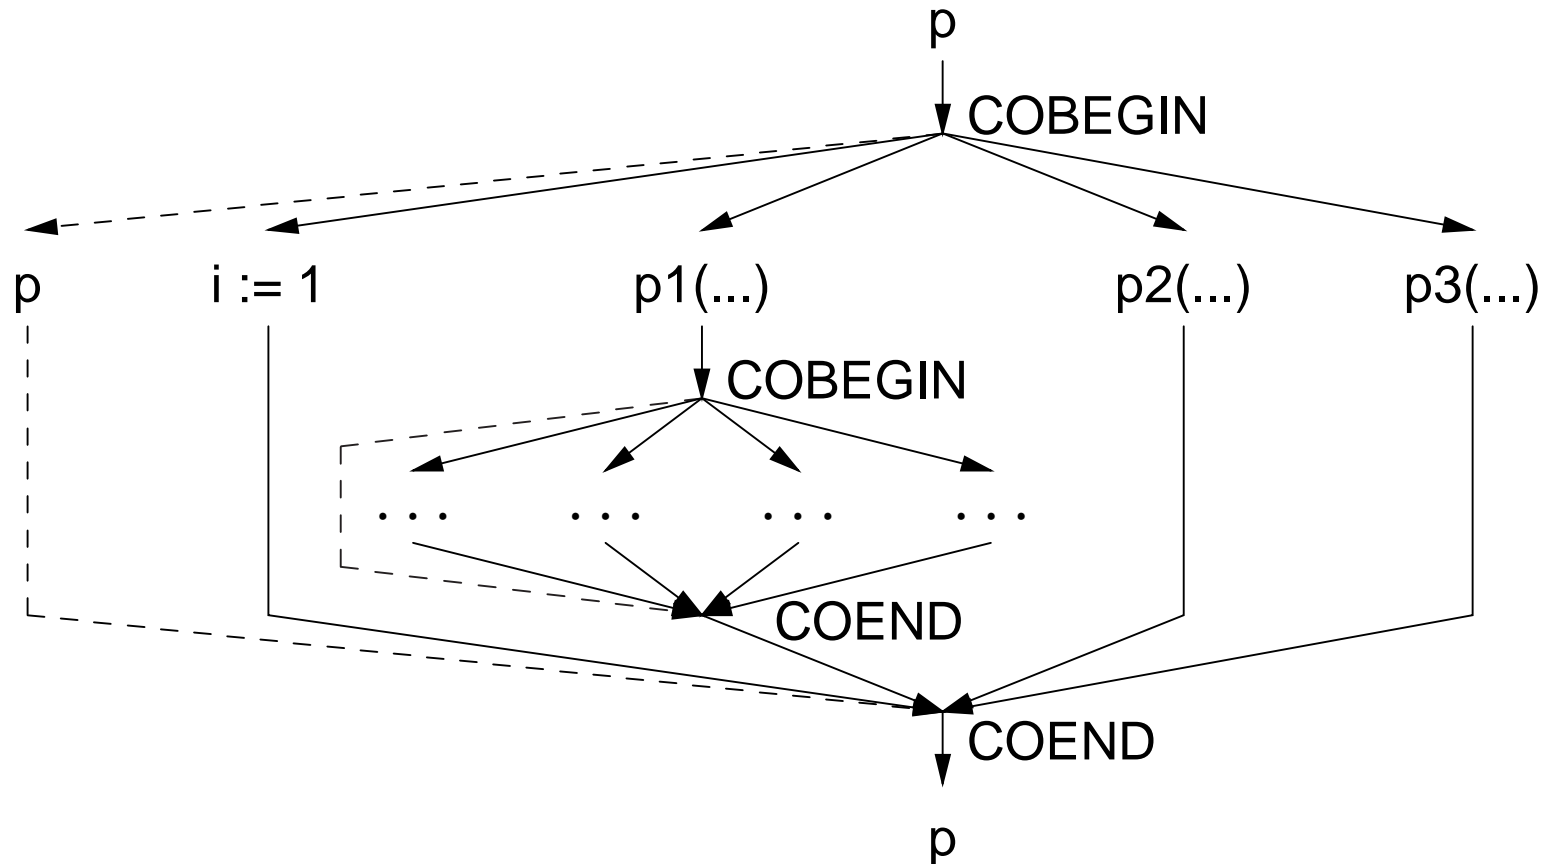 p
COBEGIN
p i := 1 p1(...) p2(...) p3(...)
COBEGIN
... ... ... ...
COEND
COEND
p